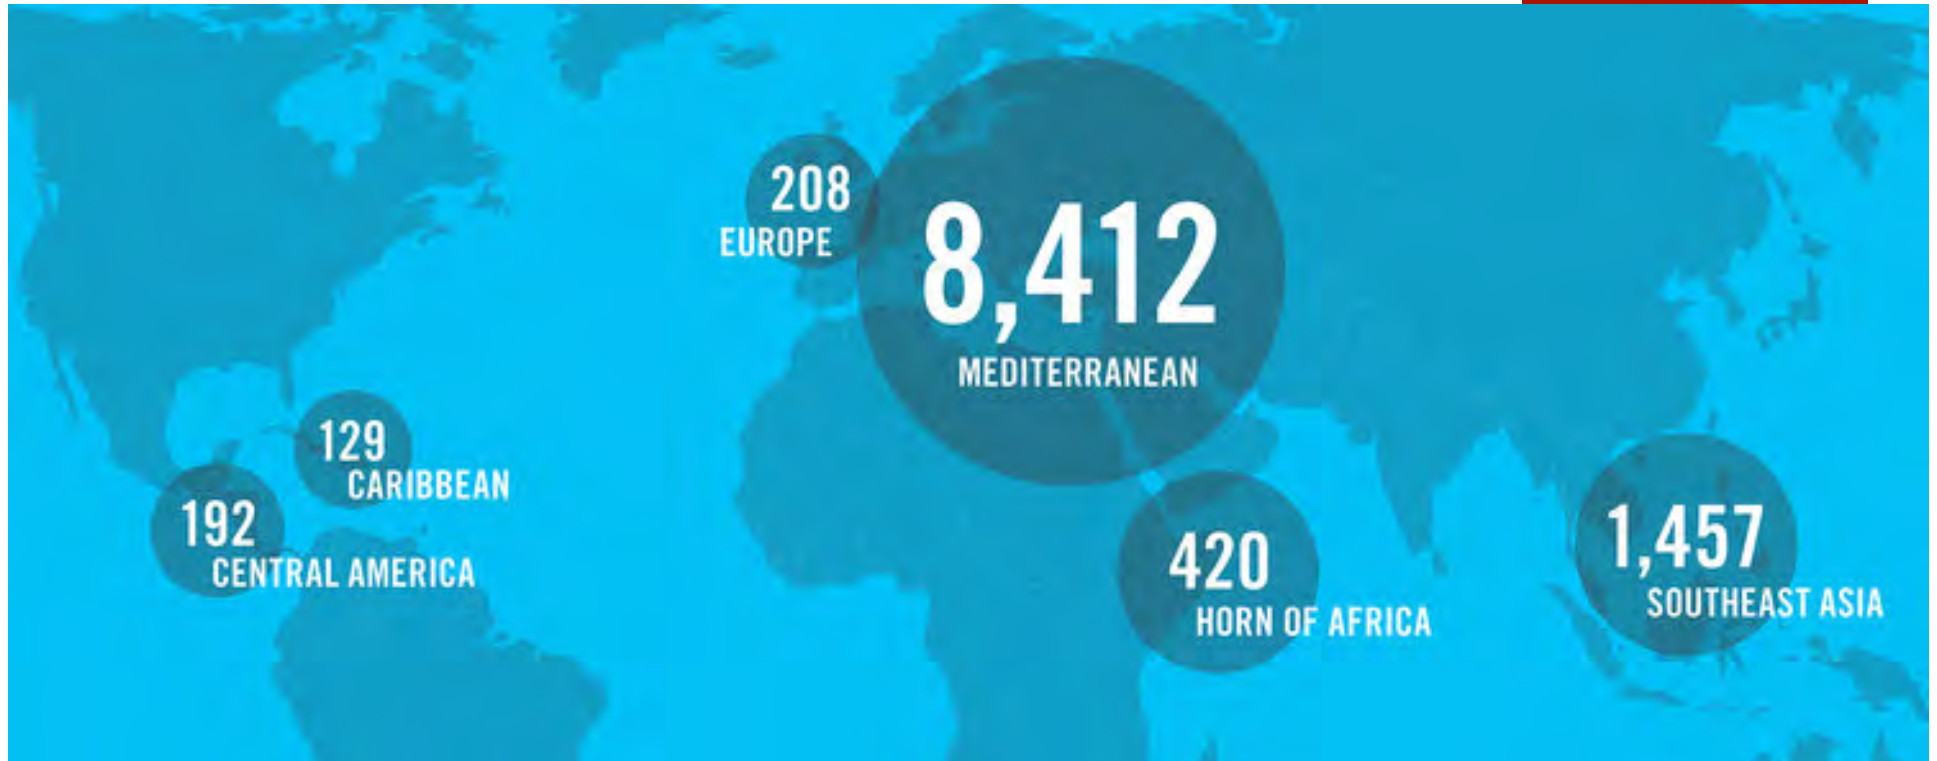 208
EUROPE
8,412
MEDITERRANEAN
129
CARIBBEAN
192
CENTRAL AMERICA
420
HORN OF AFRICA
1,457
SOUTHEAST ASIA